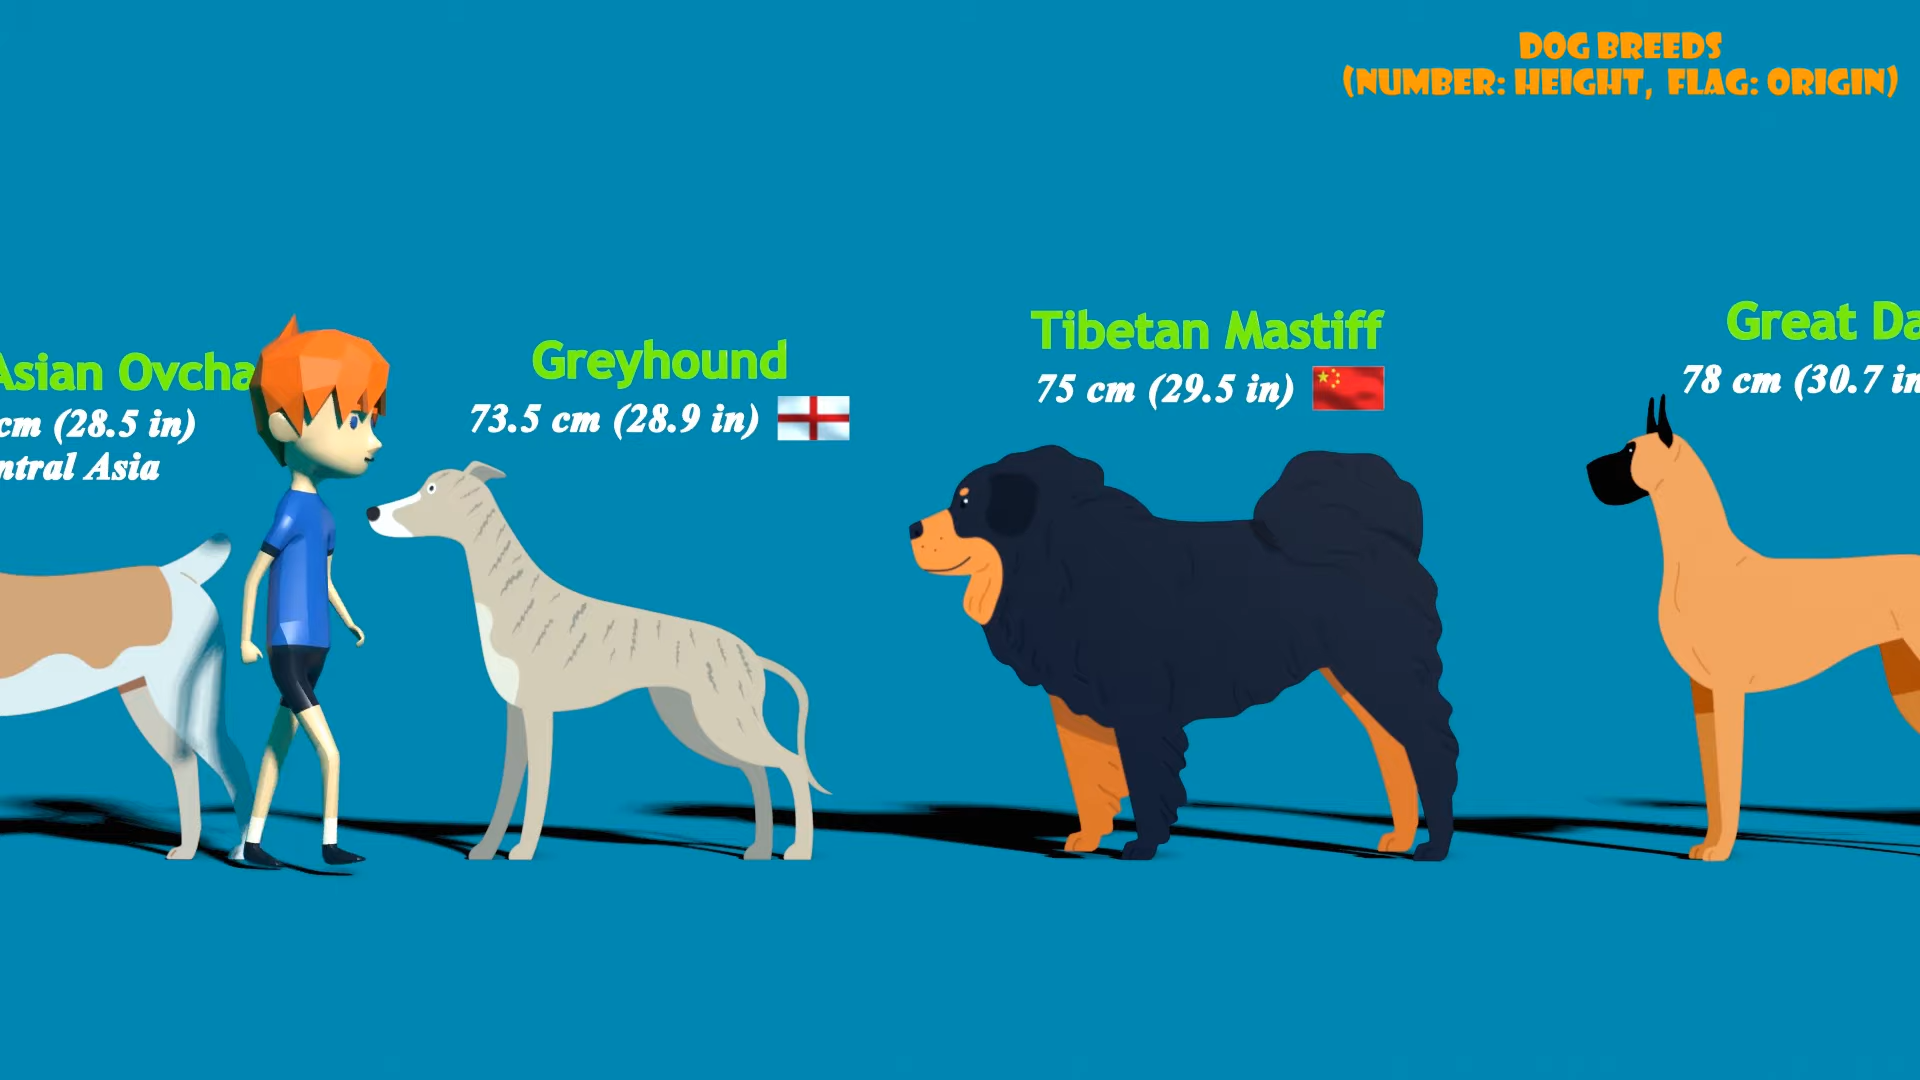 DOG BREEDS
(NUMBER: HEIGHT, FLAG: ORIGIN)
Asian Ovcha
cm (28.5 in)
ntral Asia
Greyhound
73.5 cm (28.9 in)
Tibetan Mastiff
75 cm (29.5 in)
Great Da
78 cm (30.7 in